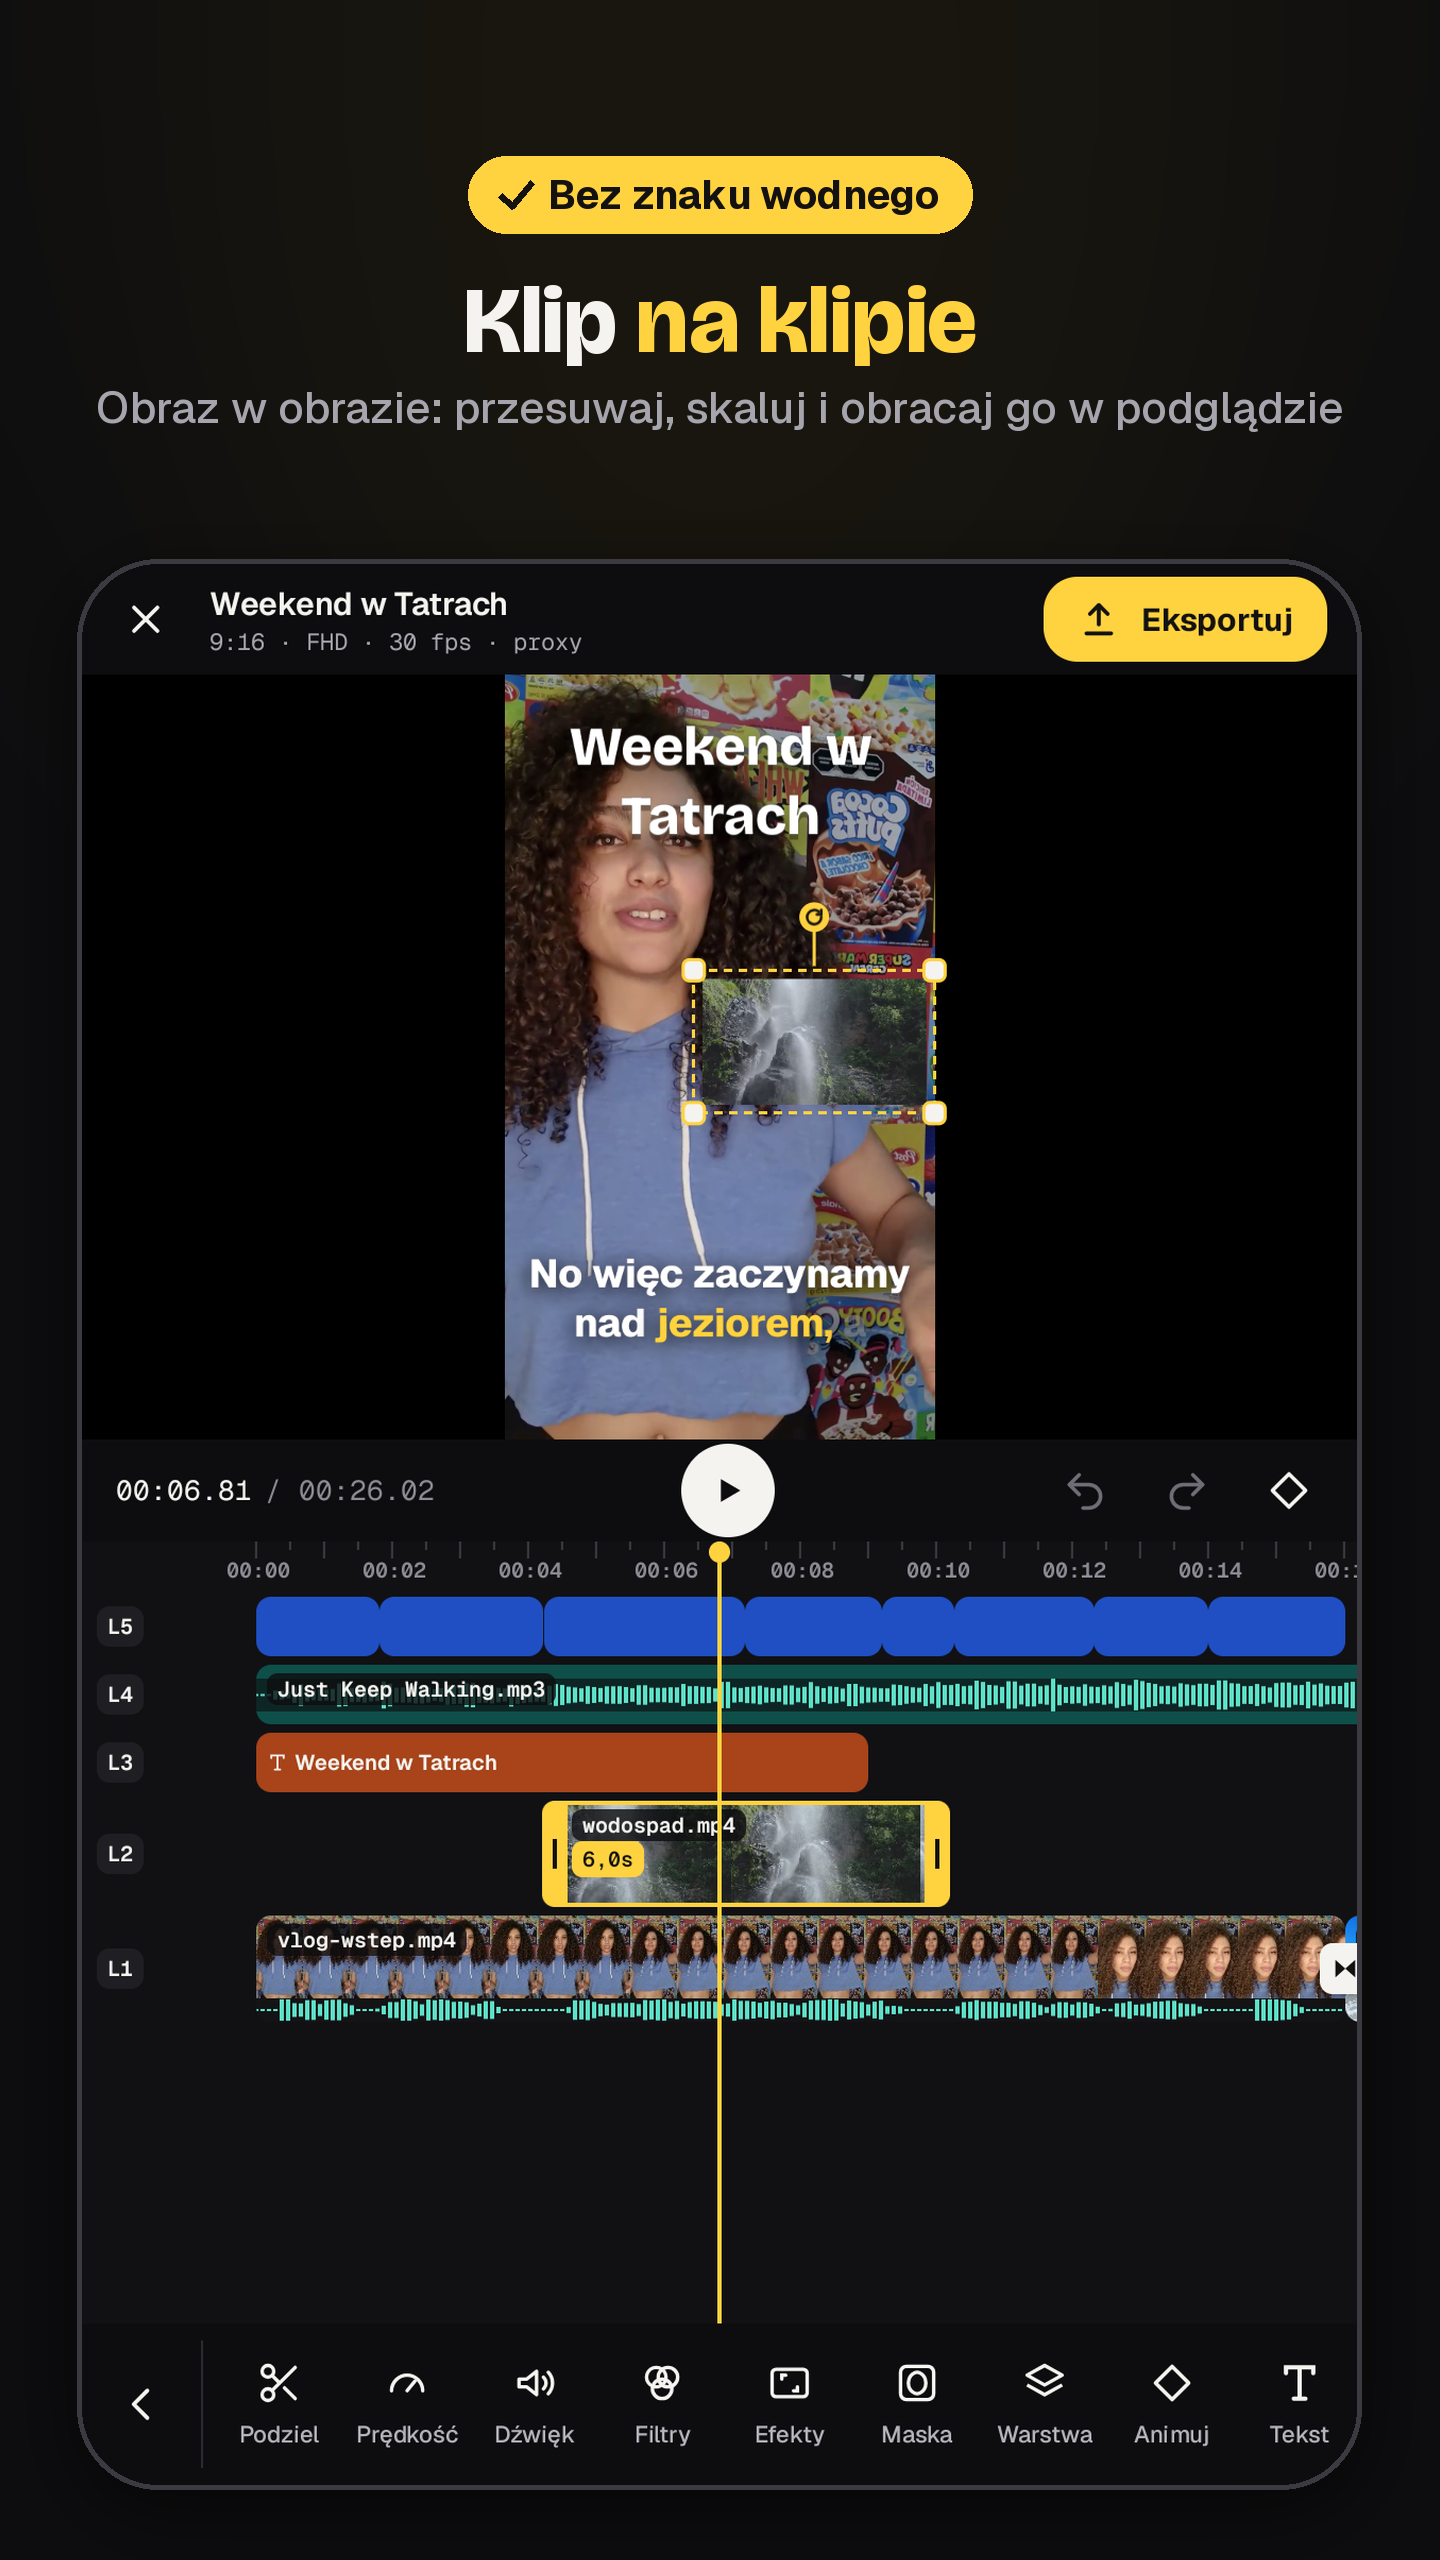 Bez znaku wodnego
Klip na klipie
Obraz w obrazie: przesuwaj, skaluj i obracaj go w podglądzie
Weekend w Tatrach
9:16 · FHD · 30 fps · proxy
Eksportuj
Weekend w
Tatrach
No więc zaczynamy
nad jeziorem,
00:06.81 / 00:26.02
00:00 00:02 00:04 00:06 00:08 00:10 00:12 00:14
L5
L4 Just Keep Walking.mp3
L3 T Weekend w Tatrach
L2 wodospad.mp4
6,0s
L1 vlog-wstep.mp4
Podziel Prędkość Dźwięk Filtry Efekty Maska Warstwa Animuj Tekst